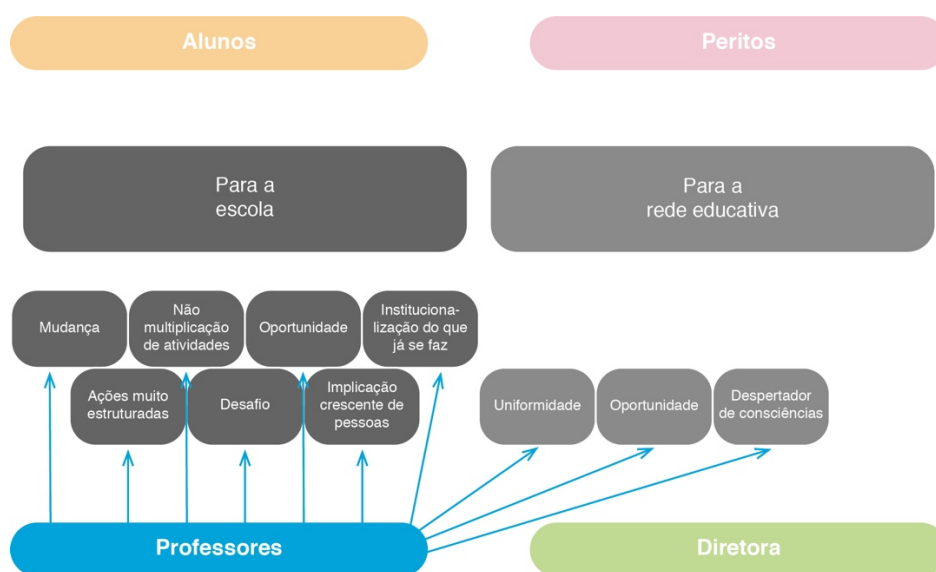 Alunos
Peritos
Para a
escola
Para a
rede educativa
Mudança
Não
multiplicação
de atividades
Oportunidade
Instituciona-
lização do que
já se faz
Ações muito
estruturadas
Desafio
Implicação
crescente de
pessoas
Uniformidade
Oportunidade
Despertador
de consciências
Professores
Diretora